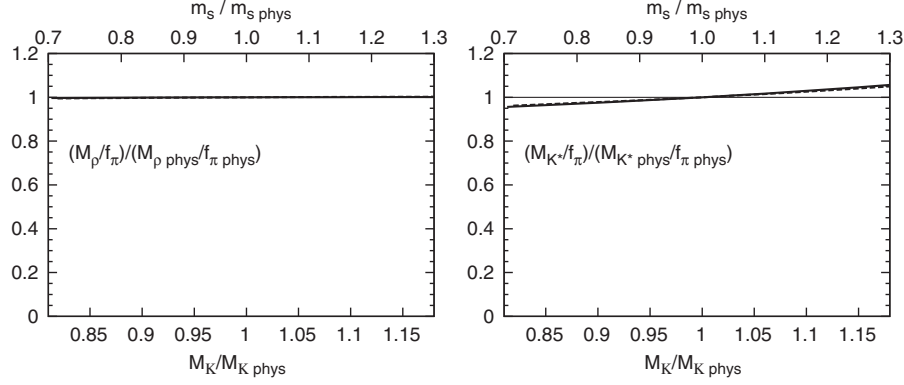 m_s / m_s phys
0.7 0.8 0.9 1.0 1.1 1.2 1.3
1.2
1
0.8
0.6
0.4
0.2
0
(M_ρ/f_π)/(M_ρ phys/f_π phys)
0.85 0.9 0.95 1 1.05 1.1 1.15
M_K/M_K phys
m_s / m_s phys
0.7 0.8 0.9 1.0 1.1 1.2 1.3
1.2
1
0.8
0.6
0.4
0.2
0
(M_K*/f_π)/(M_K* phys/f_π phys)
0.85 0.9 0.95 1 1.05 1.1 1.15
M_K/M_K phys